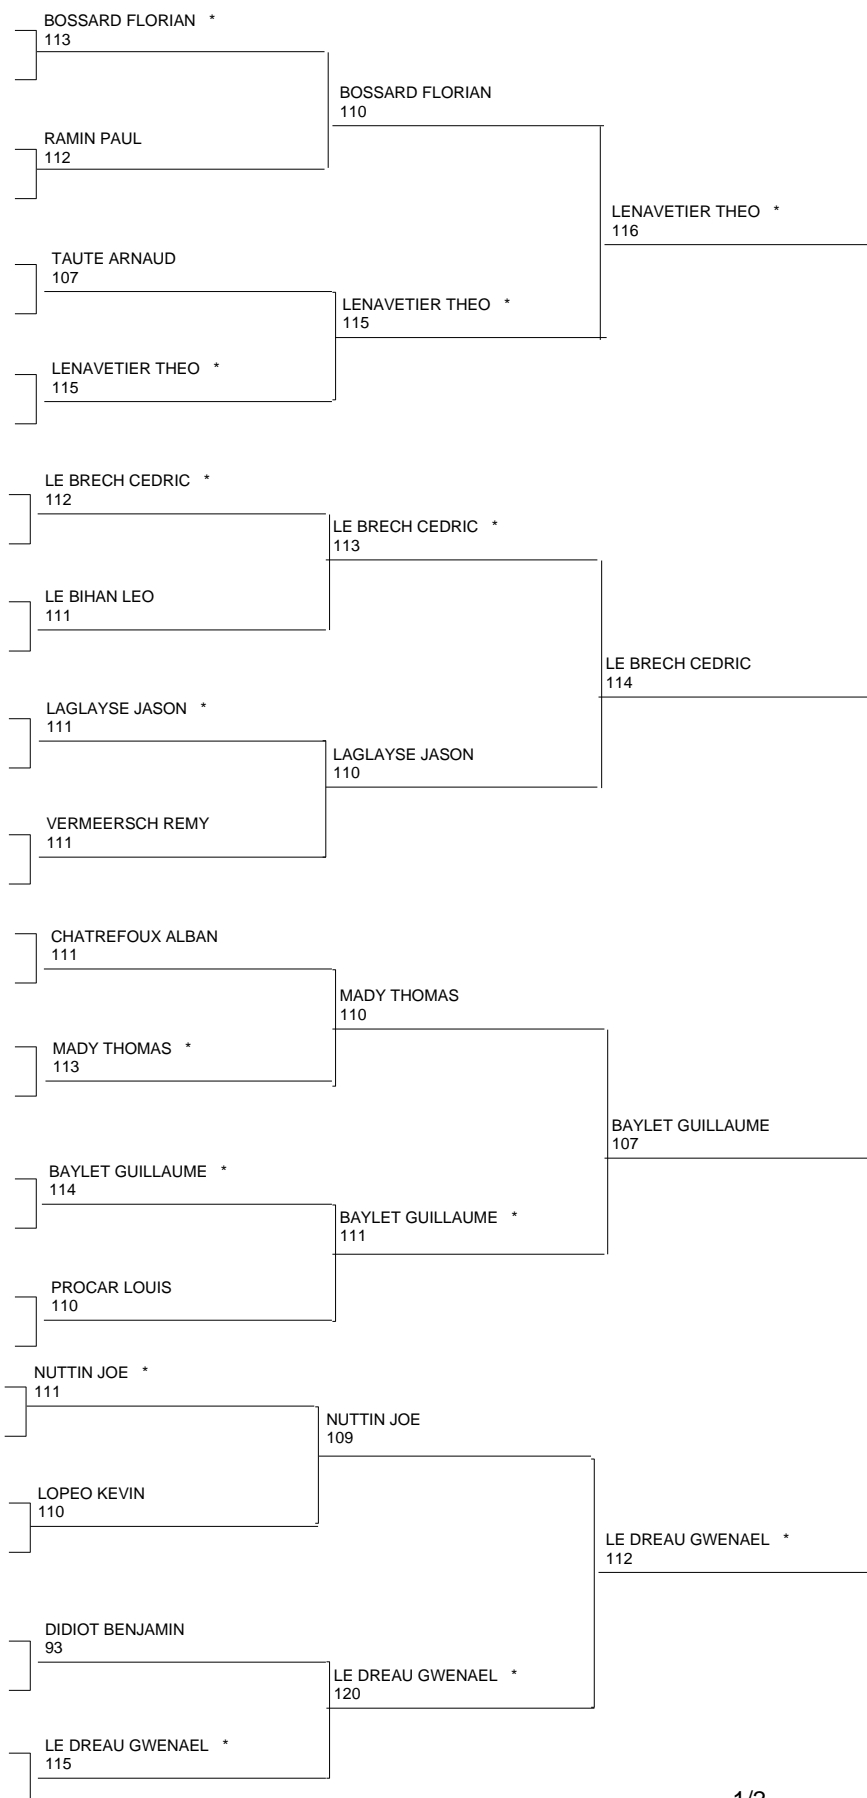 BOSSARD FLORIAN *
113
BOSSARD FLORIAN
110
RAMIN PAUL
112
LENAVETIER THEO *
116
TAUTE ARNAUD
107
LENAVETIER THEO *
115
LENAVETIER THEO *
115
LE BRECH CEDRIC *
112
LE BRECH CEDRIC *
113
LE BIHAN LEO
111
LE BRECH CEDRIC
114
LAGLAYSE JASON *
111
LAGLAYSE JASON
110
VERMEERSCH REMY
111
CHATREFOUX ALBAN
111
MADY THOMAS
110
MADY THOMAS *
113
BAYLET GUILLAUME
107
BAYLET GUILLAUME *
114
BAYLET GUILLAUME *
111
PROCAR LOUIS
110
NUTTIN JOE *
111
NUTTIN JOE
109
LOPEO KEVIN
110
LE DREAU GWENAEL *
112
DIDIOT BENJAMIN
93
LE DREAU GWENAEL *
120
LE DREAU GWENAEL *
115